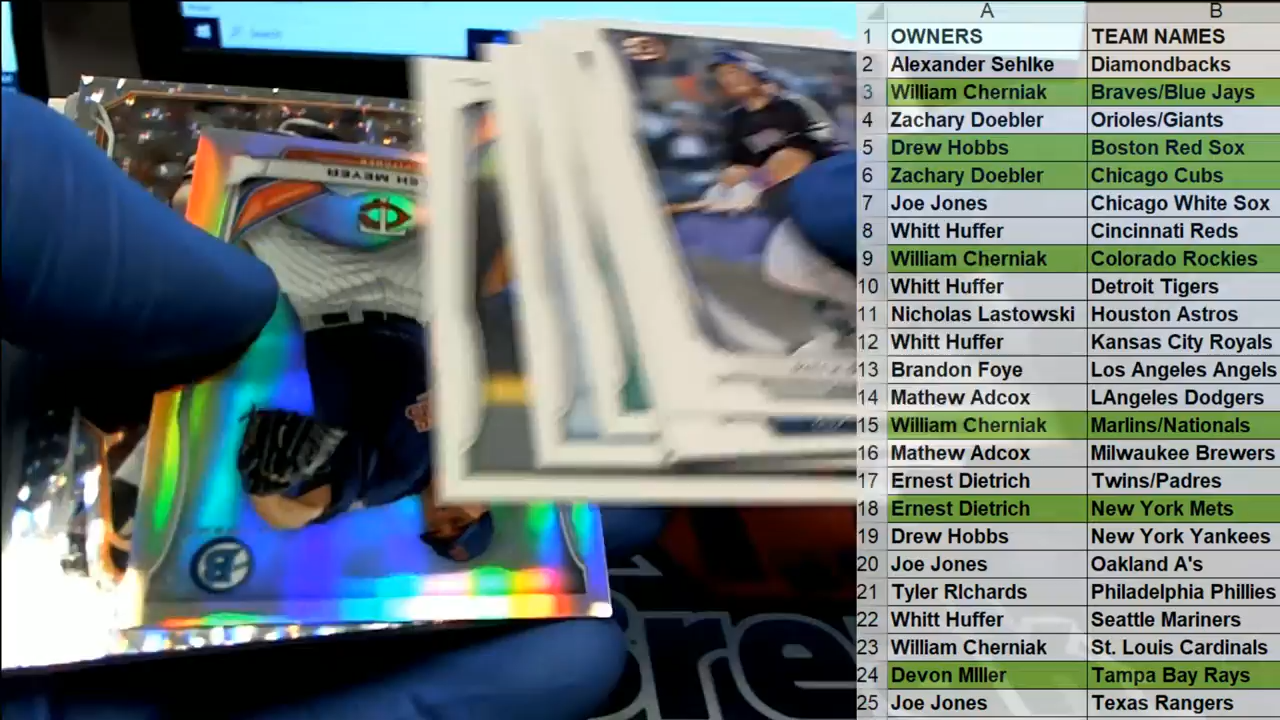 Search
EH MEYER
B
A B
1 OWNERS TEAM NAMES
2 Alexander Sehlke Diamondbacks
3 William Cherniak Braves/Blue Jays
4 Zachary Doebler Orioles/Giants
5 Drew Hobbs Boston Red Sox
6 Zachary Doebler Chicago Cubs
7 Joe Jones Chicago White Sox
8 Whitt Huffer Cincinnati Reds
9 William Cherniak Colorado Rockies
10 Whitt Huffer Detroit Tigers
11 Nicholas Lastowski Houston Astros
12 Whitt Huffer Kansas City Royals
13 Brandon Foye Los Angeles Angels
14 Mathew Adcox LAngeles Dodgers
15 William Cherniak Marlins/Nationals
16 Mathew Adcox Milwaukee Brewers
17 Ernest Dietrich Twins/Padres
18 Ernest Dietrich New York Mets
19 Drew Hobbs New York Yankees
20 Joe Jones Oakland A's
21 Tyler RIchards Philadelphia Phillies
22 Whitt Huffer Seattle Mariners
23 William Cherniak St. Louis Cardinals
24 Devon MIller Tampa Bay Rays
25 Joe Jones Texas Rangers